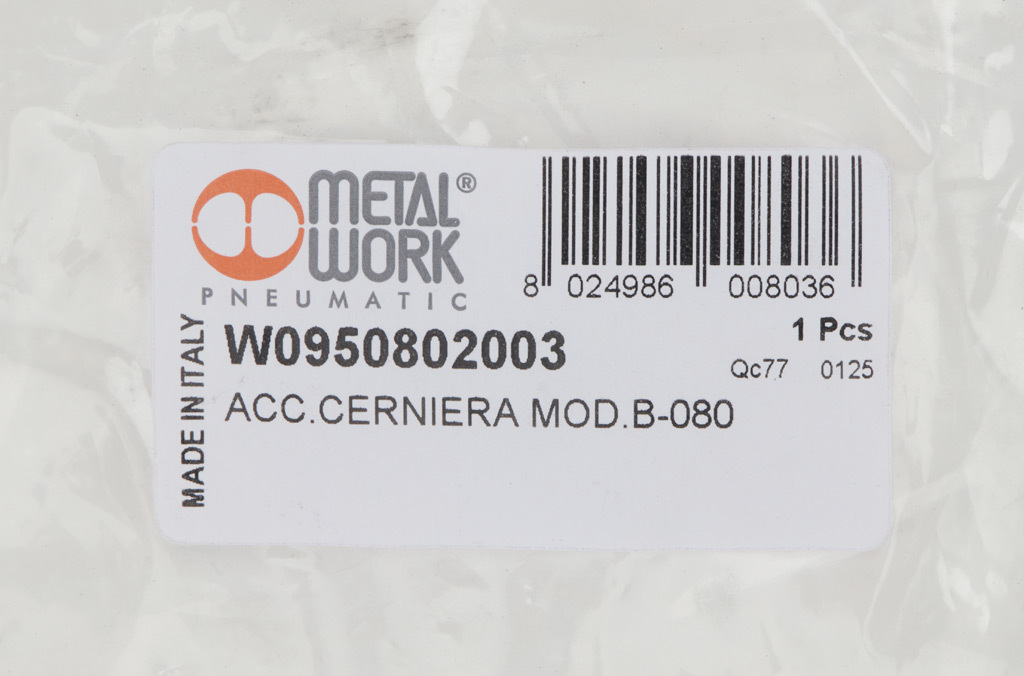 METAL®
WORK
PNEUMATIC
8 024986 008036
W0950802003
1 Pcs
Qc77 0125
ACC.CERNIERA MOD.B-080
MADE IN ITALY